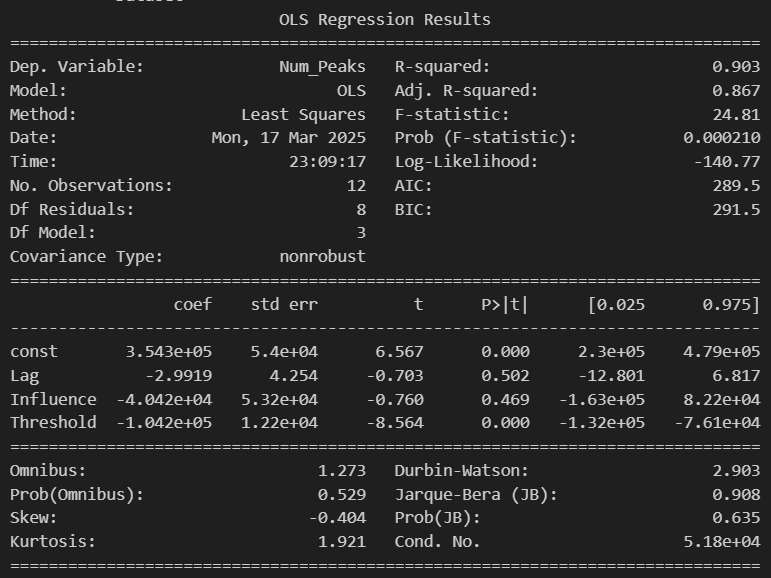 OLS Regression Results
==============================================================================
Dep. Variable: Num_Peaks R-squared: 0.903
Model: OLS Adj. R-squared: 0.867
Method: Least Squares F-statistic: 24.81
Date: Mon, 17 Mar 2025 Prob (F-statistic): 0.000210
Time: 23:09:17 Log-Likelihood: -140.77
No. Observations: 12 AIC: 289.5
Df Residuals: 8 BIC: 291.5
Df Model: 3
Covariance Type: nonrobust
==============================================================================
coef std err t P>|t| [0.025 0.975]
------------------------------------------------------------------------------
const 3.543e+05 5.4e+04 6.567 0.000 2.3e+05 4.79e+05
Lag -2.9919 4.254 -0.703 0.502 -12.801 6.817
Influence -4.042e+04 5.32e+04 -0.760 0.469 -1.63e+05 8.22e+04
Threshold -1.042e+05 1.22e+04 -8.564 0.000 -1.32e+05 -7.61e+04
==============================================================================
Omnibus: 1.273 Durbin-Watson: 2.903
Prob(Omnibus): 0.529 Jarque-Bera (JB): 0.908
Skew: -0.404 Prob(JB): 0.635
Kurtosis: 1.921 Cond. No. 5.18e+04
==============================================================================